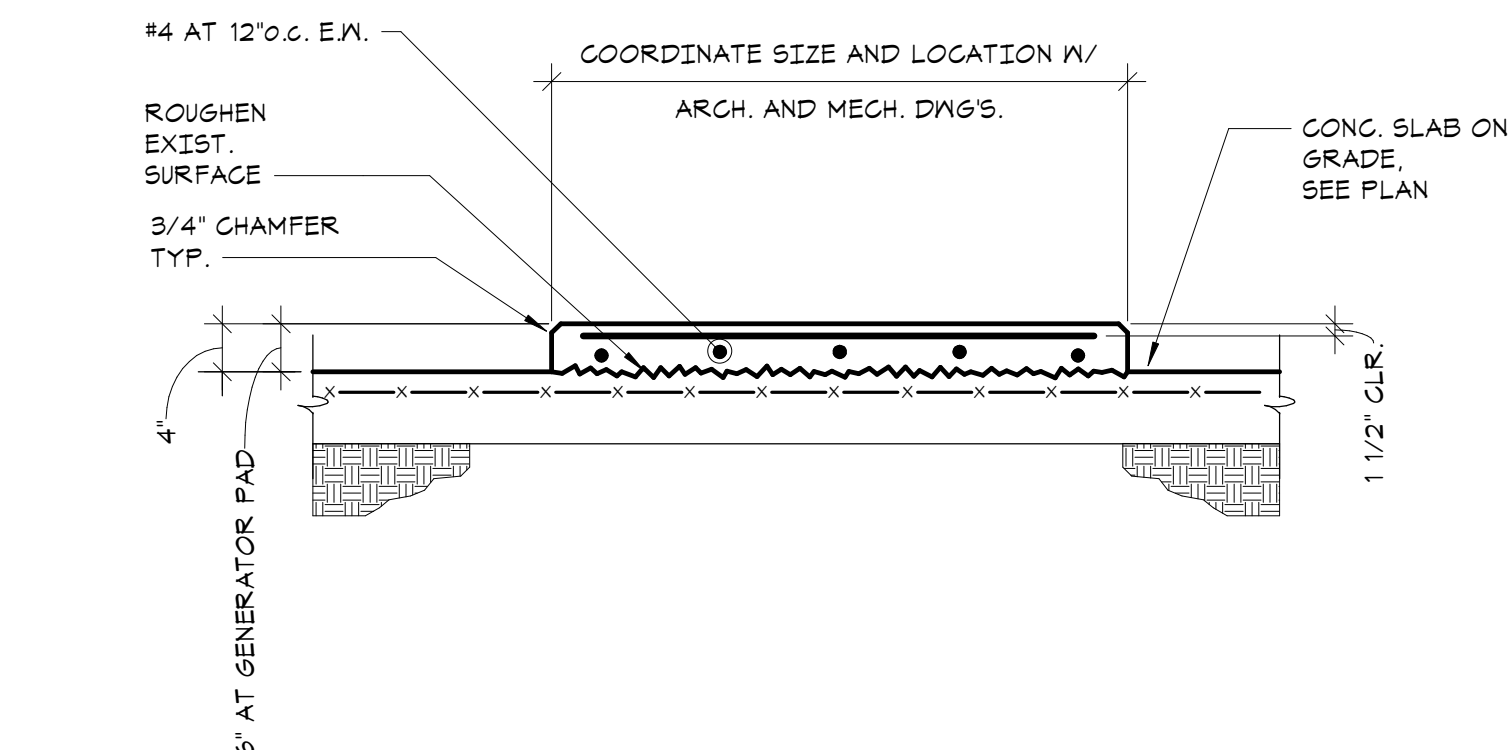 #4 AT 12"O.C. E.W.
COORDINATE SIZE AND LOCATION W/
ARCH. AND MECH. DWG'S.
ROUGHEN
EXIST.
SURFACE
CONC. SLAB ON
GRADE,
SEE PLAN
3/4" CHAMFER
TYP.
4"
AT GENERATOR PAD
1 1/2" CLR.
X X X X X X X X X X X X X